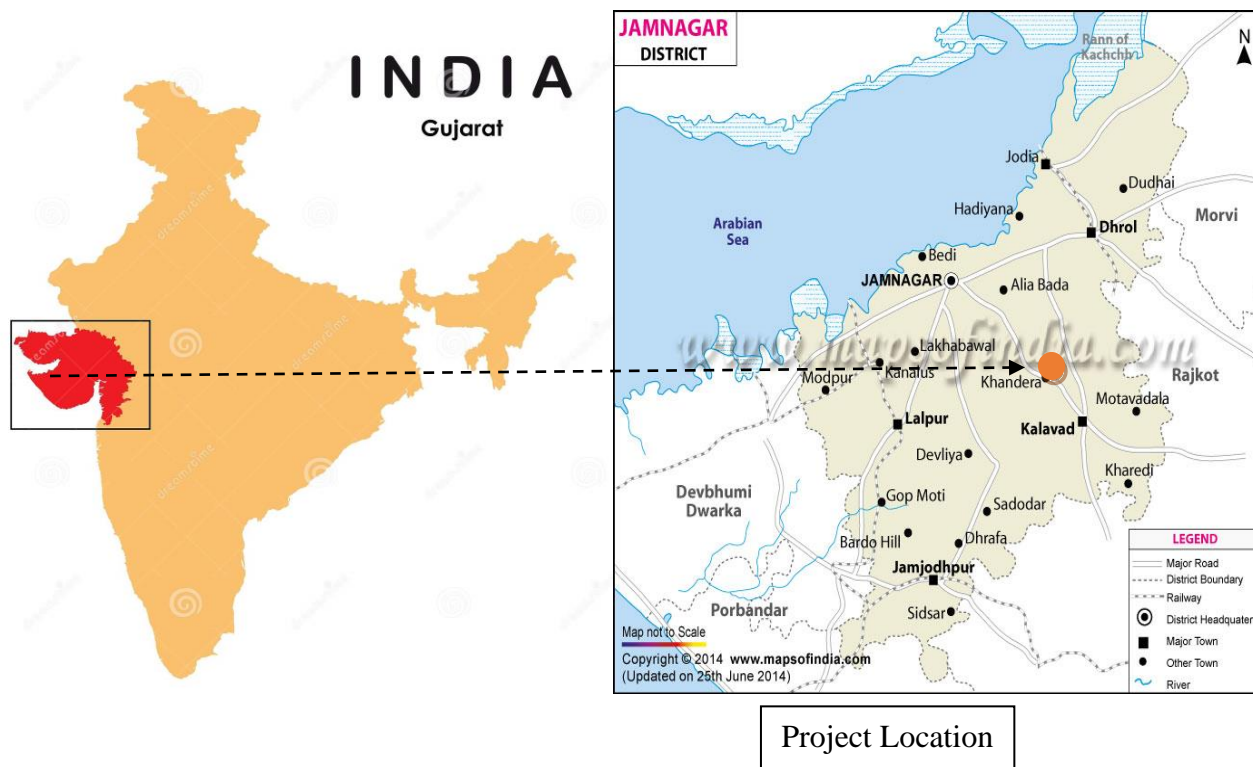 INDIA
Gujarat
JAMNAGAR
DISTRICT
N
Rann of
Kachchh
Jodia
Dudhai
Hadiyana
Morvi
Arabian
Sea
Dhrol
Bedi
JAMNAGAR
Alia Bada
www.mapsofindia.com
Lakhabawal
Kanalus
Khandera
Rajkot
Modpur
Motavadala
Lalpur
Kalavad
Devliya
Kharedi
Devbhumi
Dwarka
Gop Moti
Sadodar
Bardo Hill
Dhrafa
Jamjodhpur
Porbandar
Sidsar
LEGEND
Major Road
District Boundary
Railway
District Headquater
Major Town
Other Town
River
Map not to Scale
Copyright © 2014 www.mapsofindia.com
(Updated on 25th June 2014)
Project Location